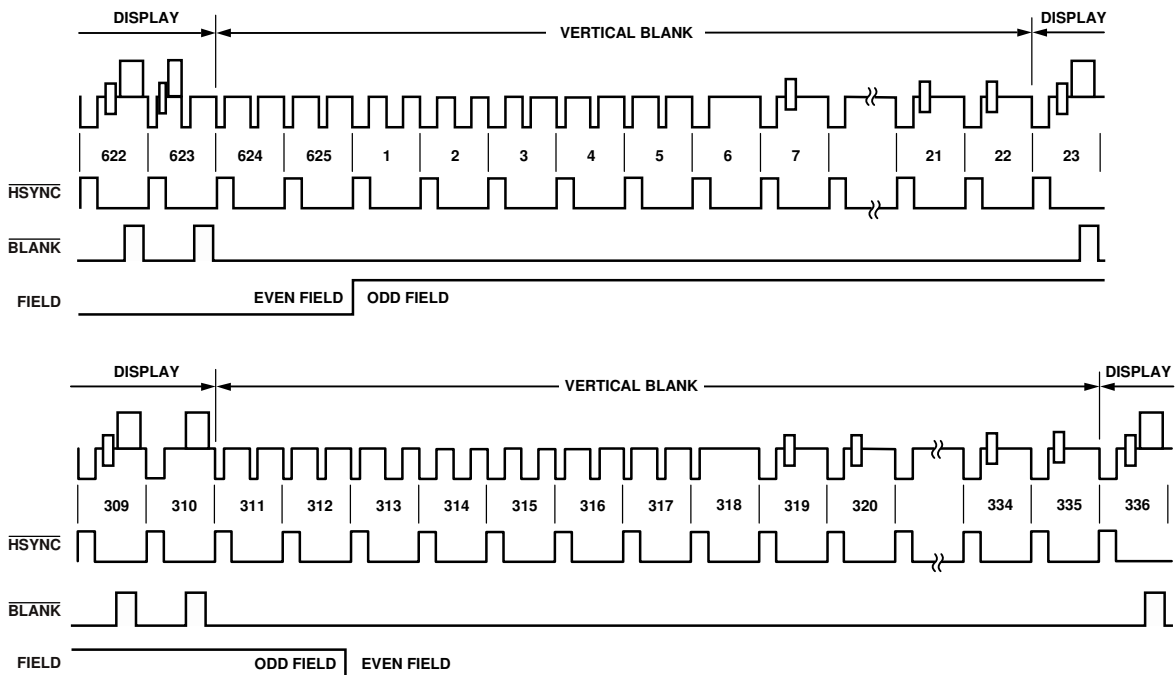 DISPLAY VERTICAL BLANK DISPLAY
622 623 624 625 1 2 3 4 5 6 7 21 22 23
HSYNC
BLANK
FIELD EVEN FIELD ODD FIELD
DISPLAY VERTICAL BLANK DISPLAY
309 310 311 312 313 314 315 316 317 318 319 320 334 335 336
HSYNC
BLANK
FIELD ODD FIELD EVEN FIELD